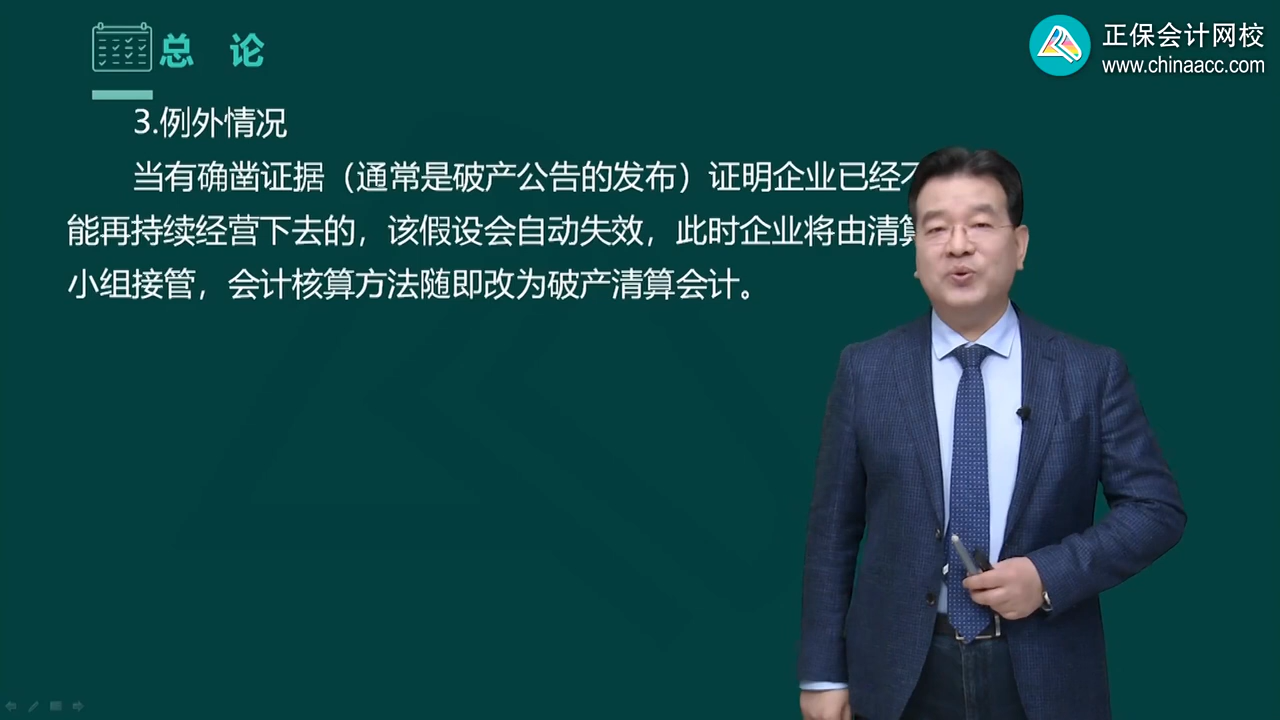 总 论
正保会计网校
www.chinaacc.com
3.例外情况
当有确凿证据（通常是破产公告的发布）证明企业已经不
能再持续经营下去的，该假设会自动失效，此时企业将由清算
小组接管，会计核算方法随即改为破产清算会计。